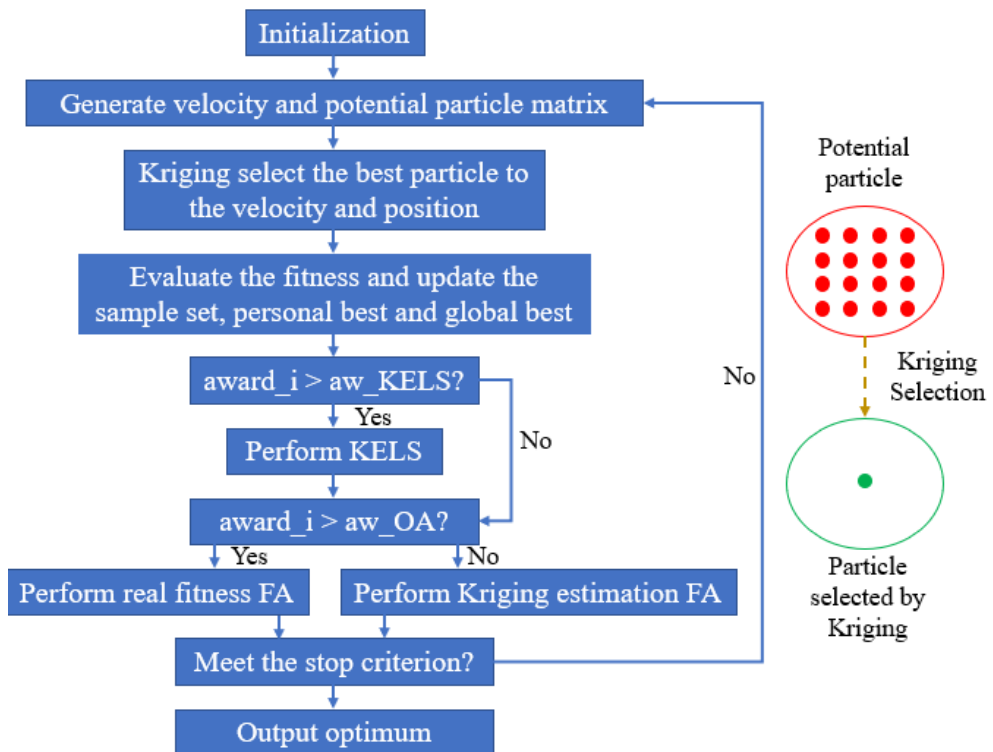 Initialization
Generate velocity and potential particle matrix
Kriging select the best particle to
the velocity and position
Evaluate the fitness and update the
sample set, personal best and global best
award_i > aw_KELS?
Yes
No
Perform KELS
award_i > aw_OA?
Yes
No
Perform real fitness FA
Perform Kriging estimation FA
Meet the stop criterion?
No
Output optimum
Potential
particle
Kriging
Selection
Particle
selected by
Kriging